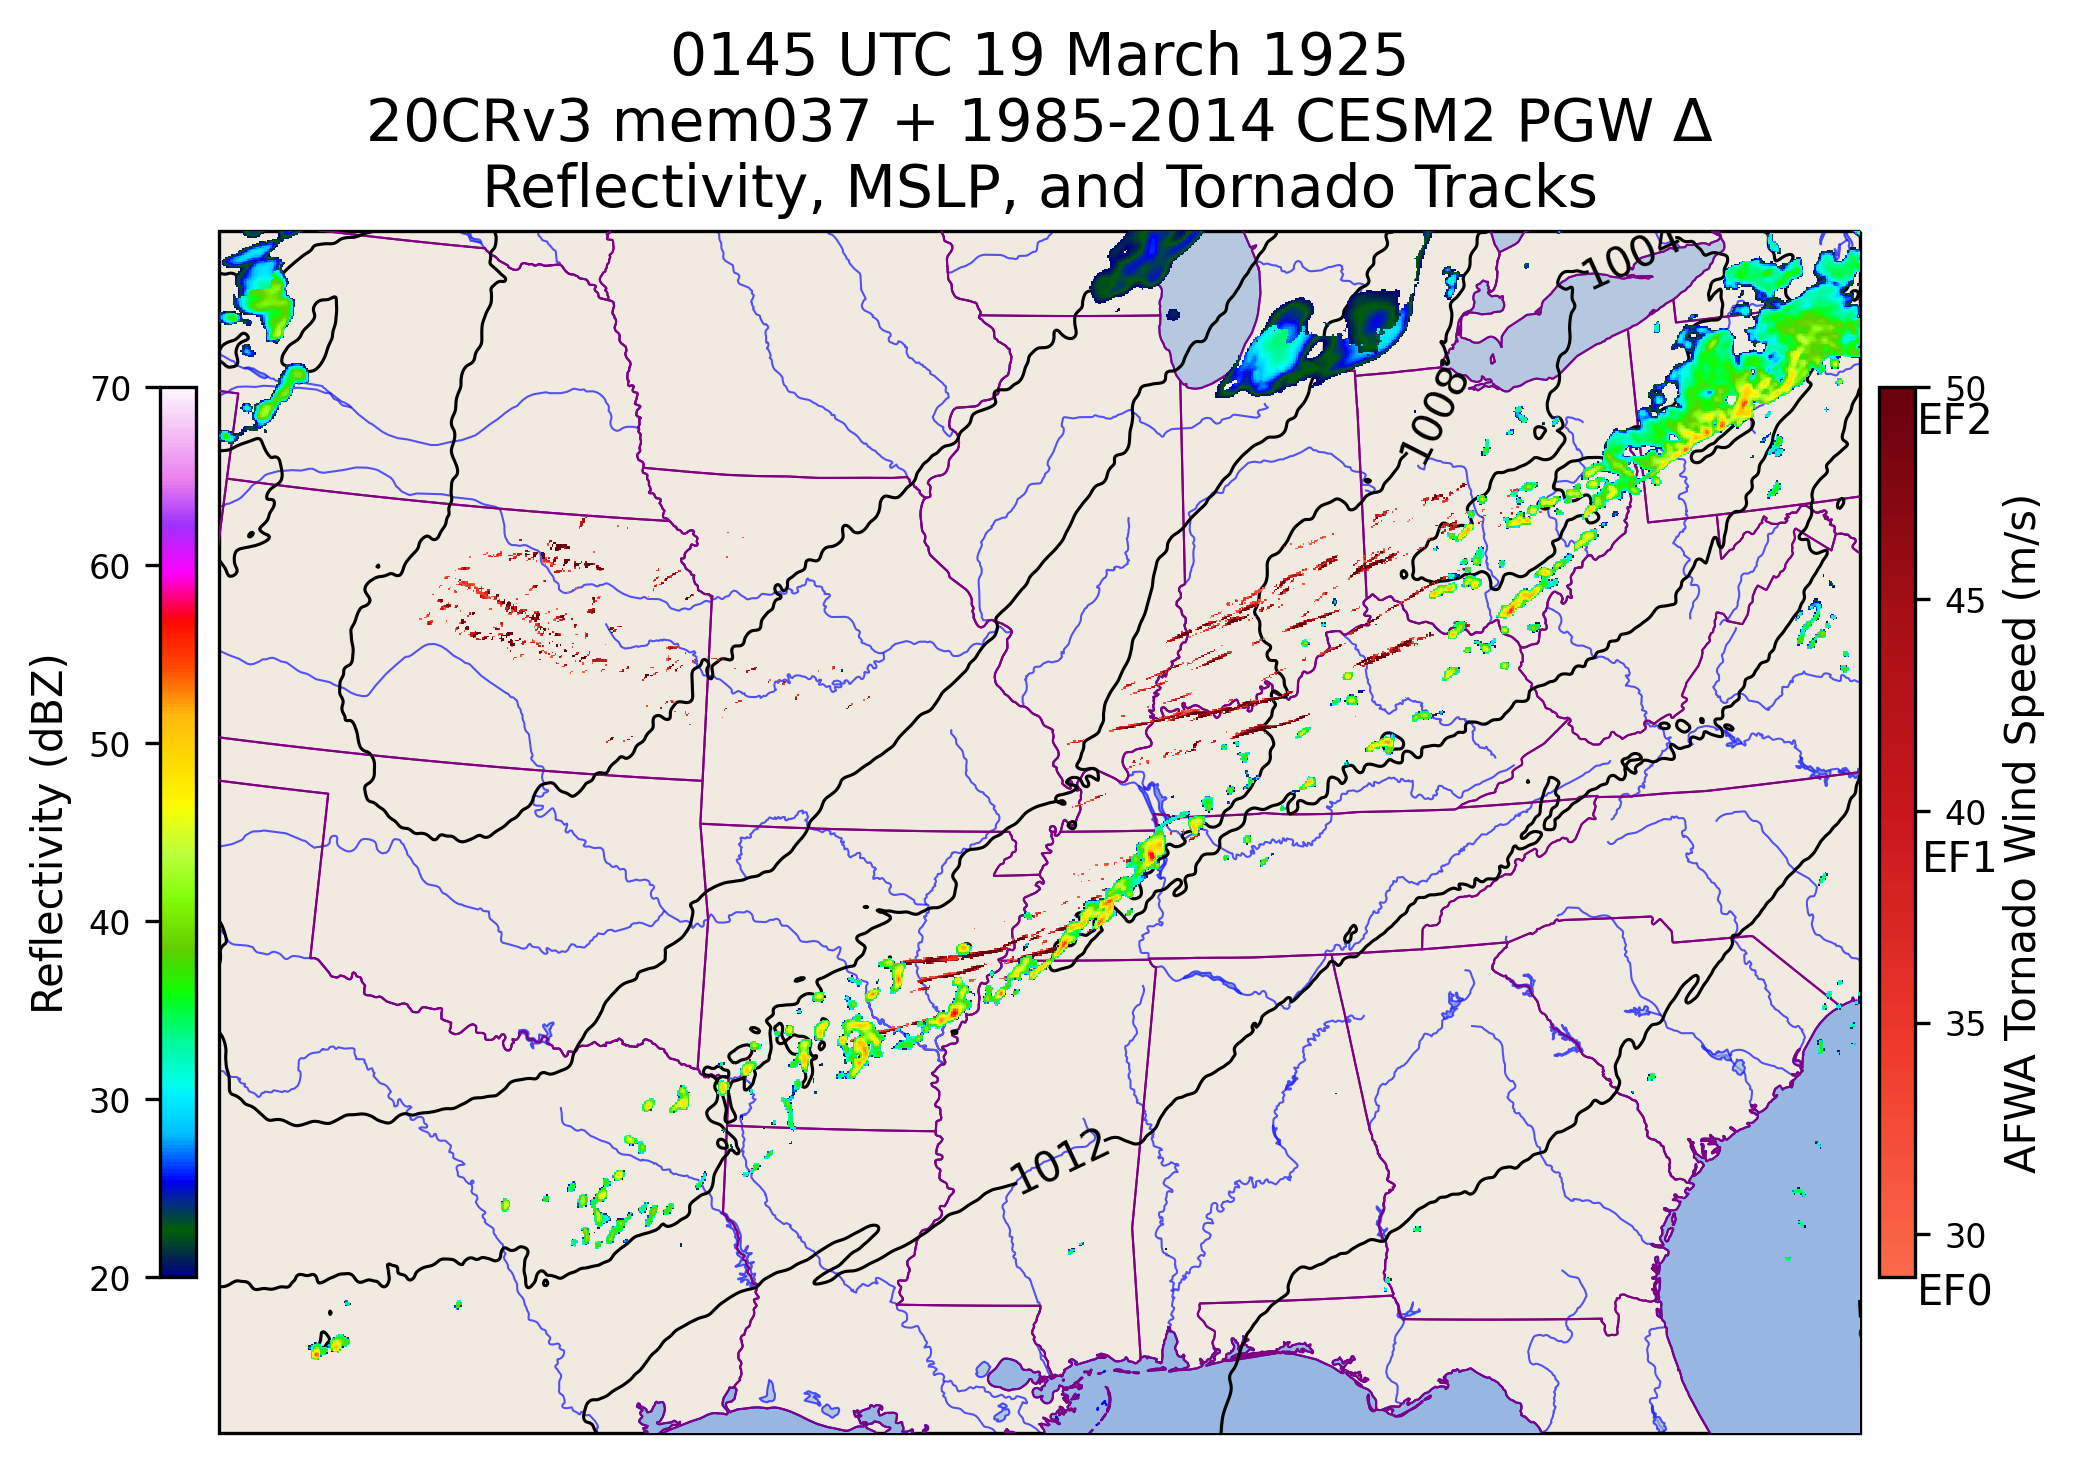 0145 UTC 19 March 1925
20CRv3 mem037 + 1985-2014 CESM2 PGW Δ
Reflectivity, MSLP, and Tornado Tracks
1004
1008
1012
70
60
50
40
30
20
Reflectivity (dBZ)
50
EF2
45
40
EF1
35
30
EF0
AFWA Tornado Wind Speed (m/s)